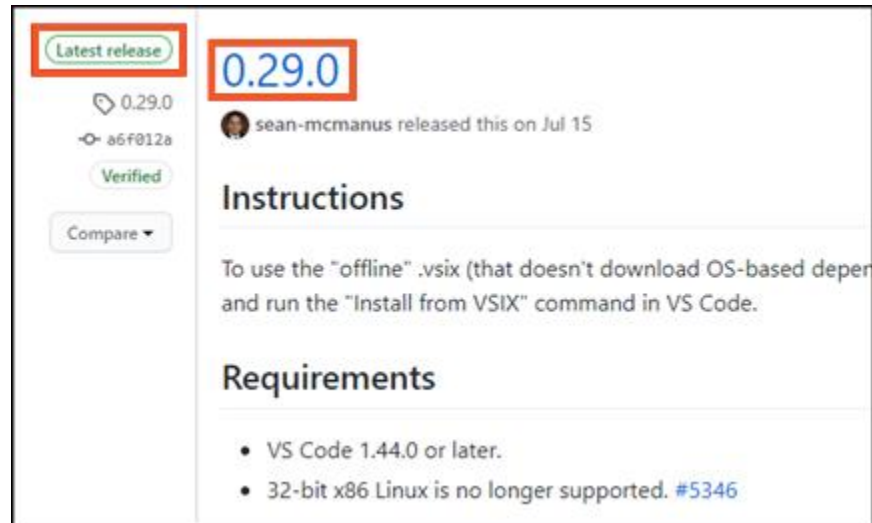 Latest release
0.29.0
a6f012a
Verified
Compare
0.29.0
sean-mcmanus released this on Jul 15
Instructions
To use the "offline" .vsix (that doesn't download OS-based deper
and run the "Install from VSIX" command in VS Code.
Requirements
• VS Code 1.44.0 or later.
• 32-bit x86 Linux is no longer supported. #5346